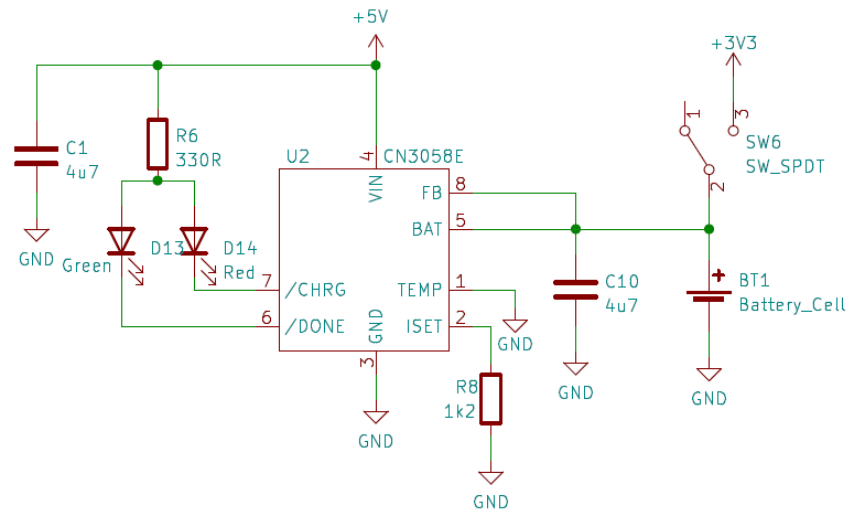 +5V
+3V3
1
3
SW6
SW_SPDT
2
C1
4u7
R6
330R
U2
CN3058E
4
VIN
FB
8
BAT
5
GND
Green
D13
D14
Red
7
/CHRG
6
/DONE
TEMP
1
ISET
2
GND
3
GND
C10
4u7
BT1
Battery_Cell
GND
GND
R8
1k2
GND
GND